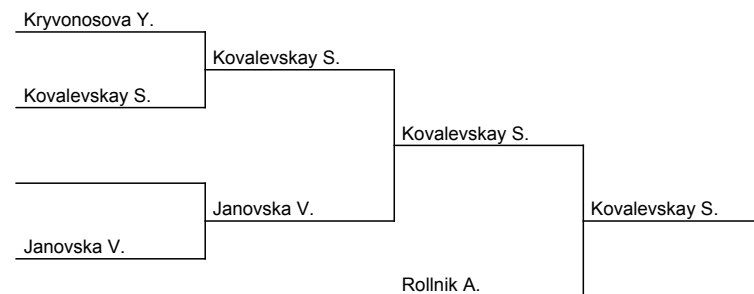 Kryvonosova Y.
Kovalevskay S.
Kovalevskay S.
Kovalevskay S.
Janovska V.
Kovalevskay S.
Janovska V.
Rollnik A.